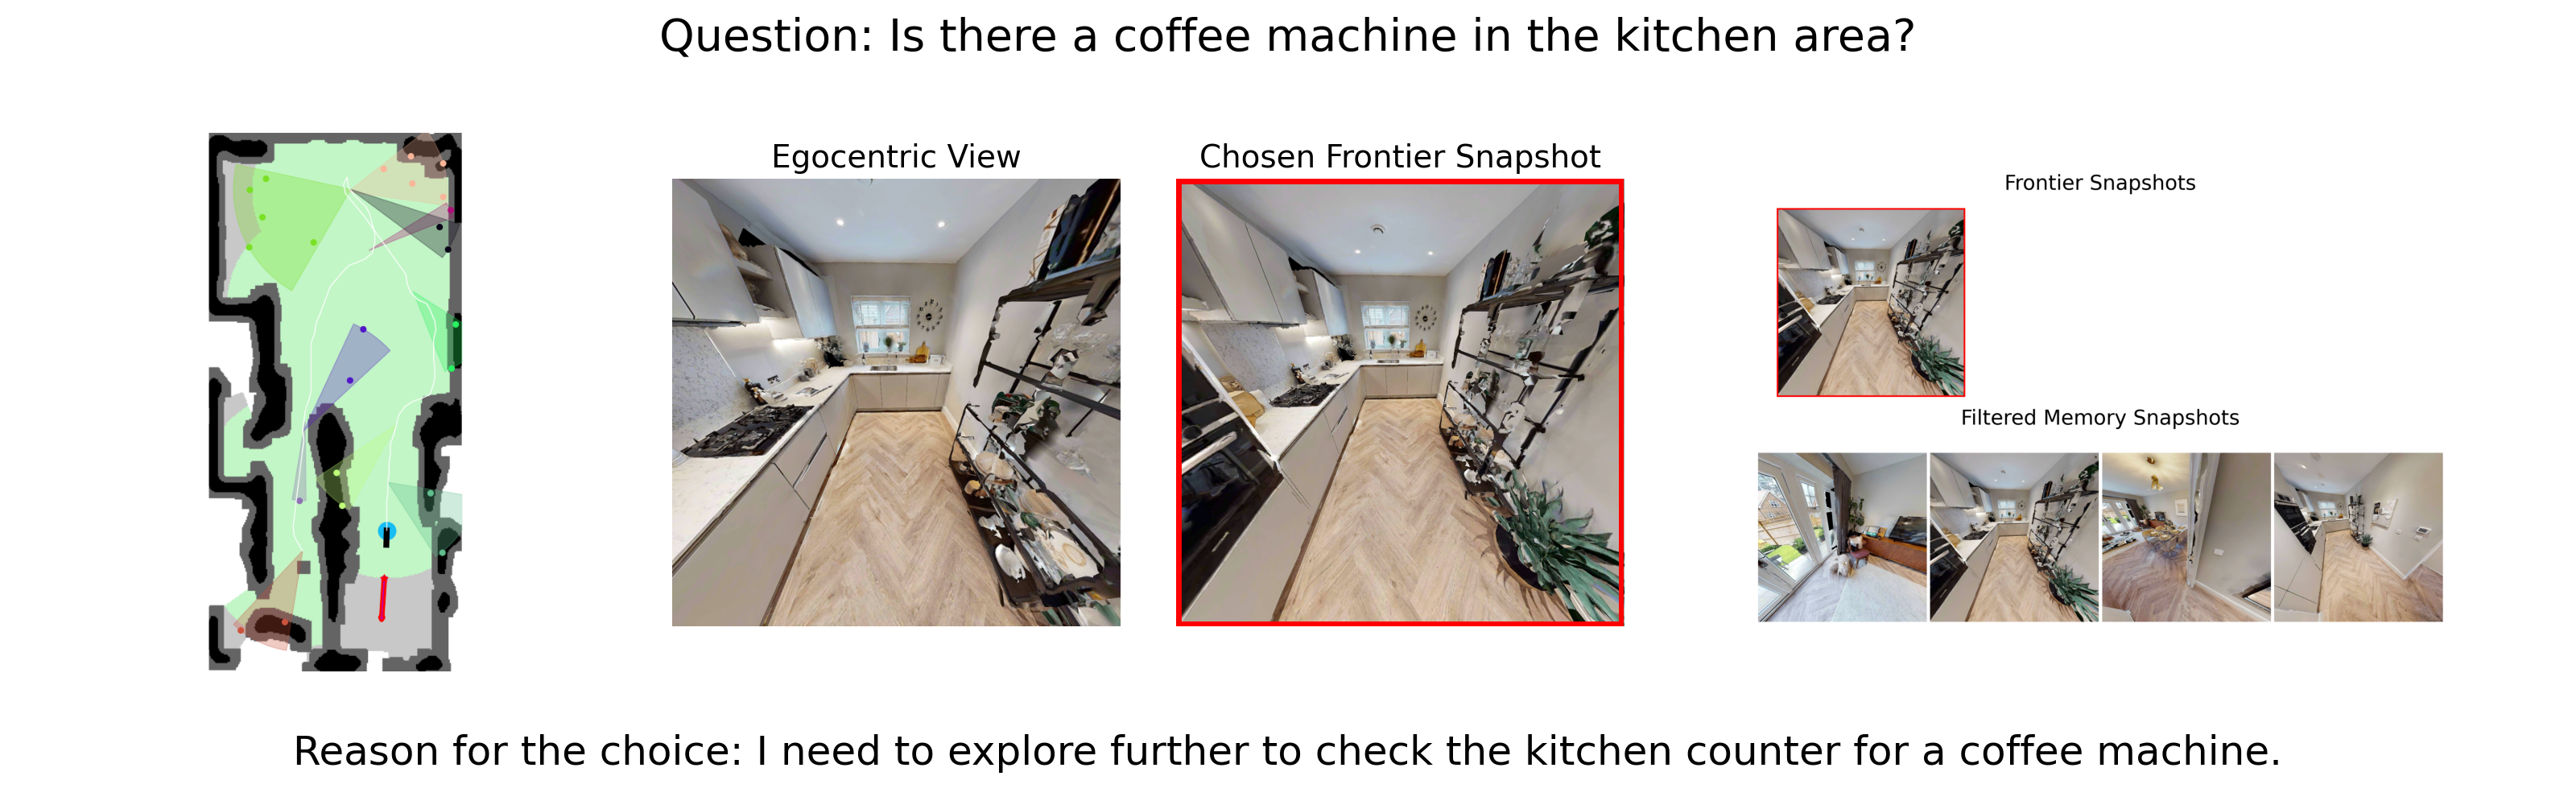 Question: Is there a coffee machine in the kitchen area?
Egocentric View
Chosen Frontier Snapshot
Frontier Snapshots
Filtered Memory Snapshots
Reason for the choice: I need to explore further to check the kitchen counter for a coffee machine.